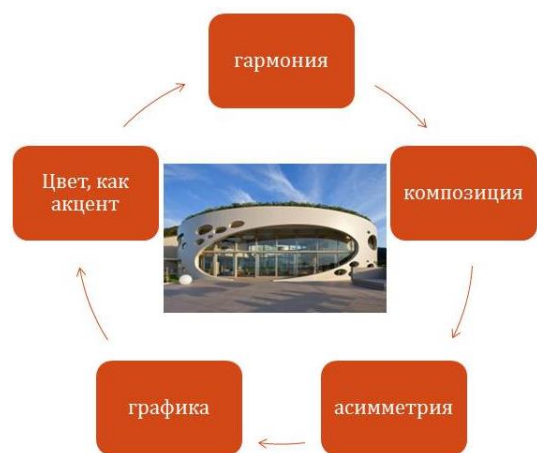 гармония
композиция
асимметрия
графика
Цвет, как
акцент